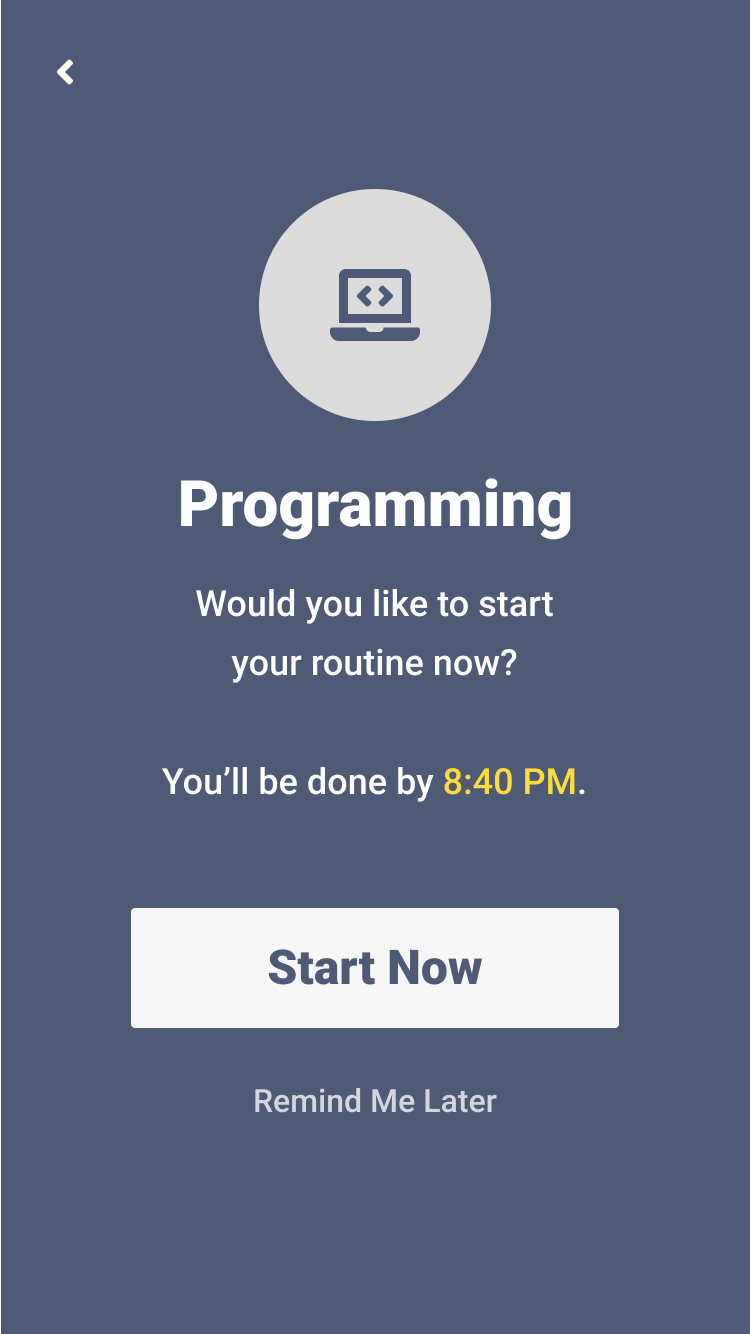 Programming
Would you like to start
your routine now?
You’ll be done by 8:40 PM.
Start Now
Remind Me Later